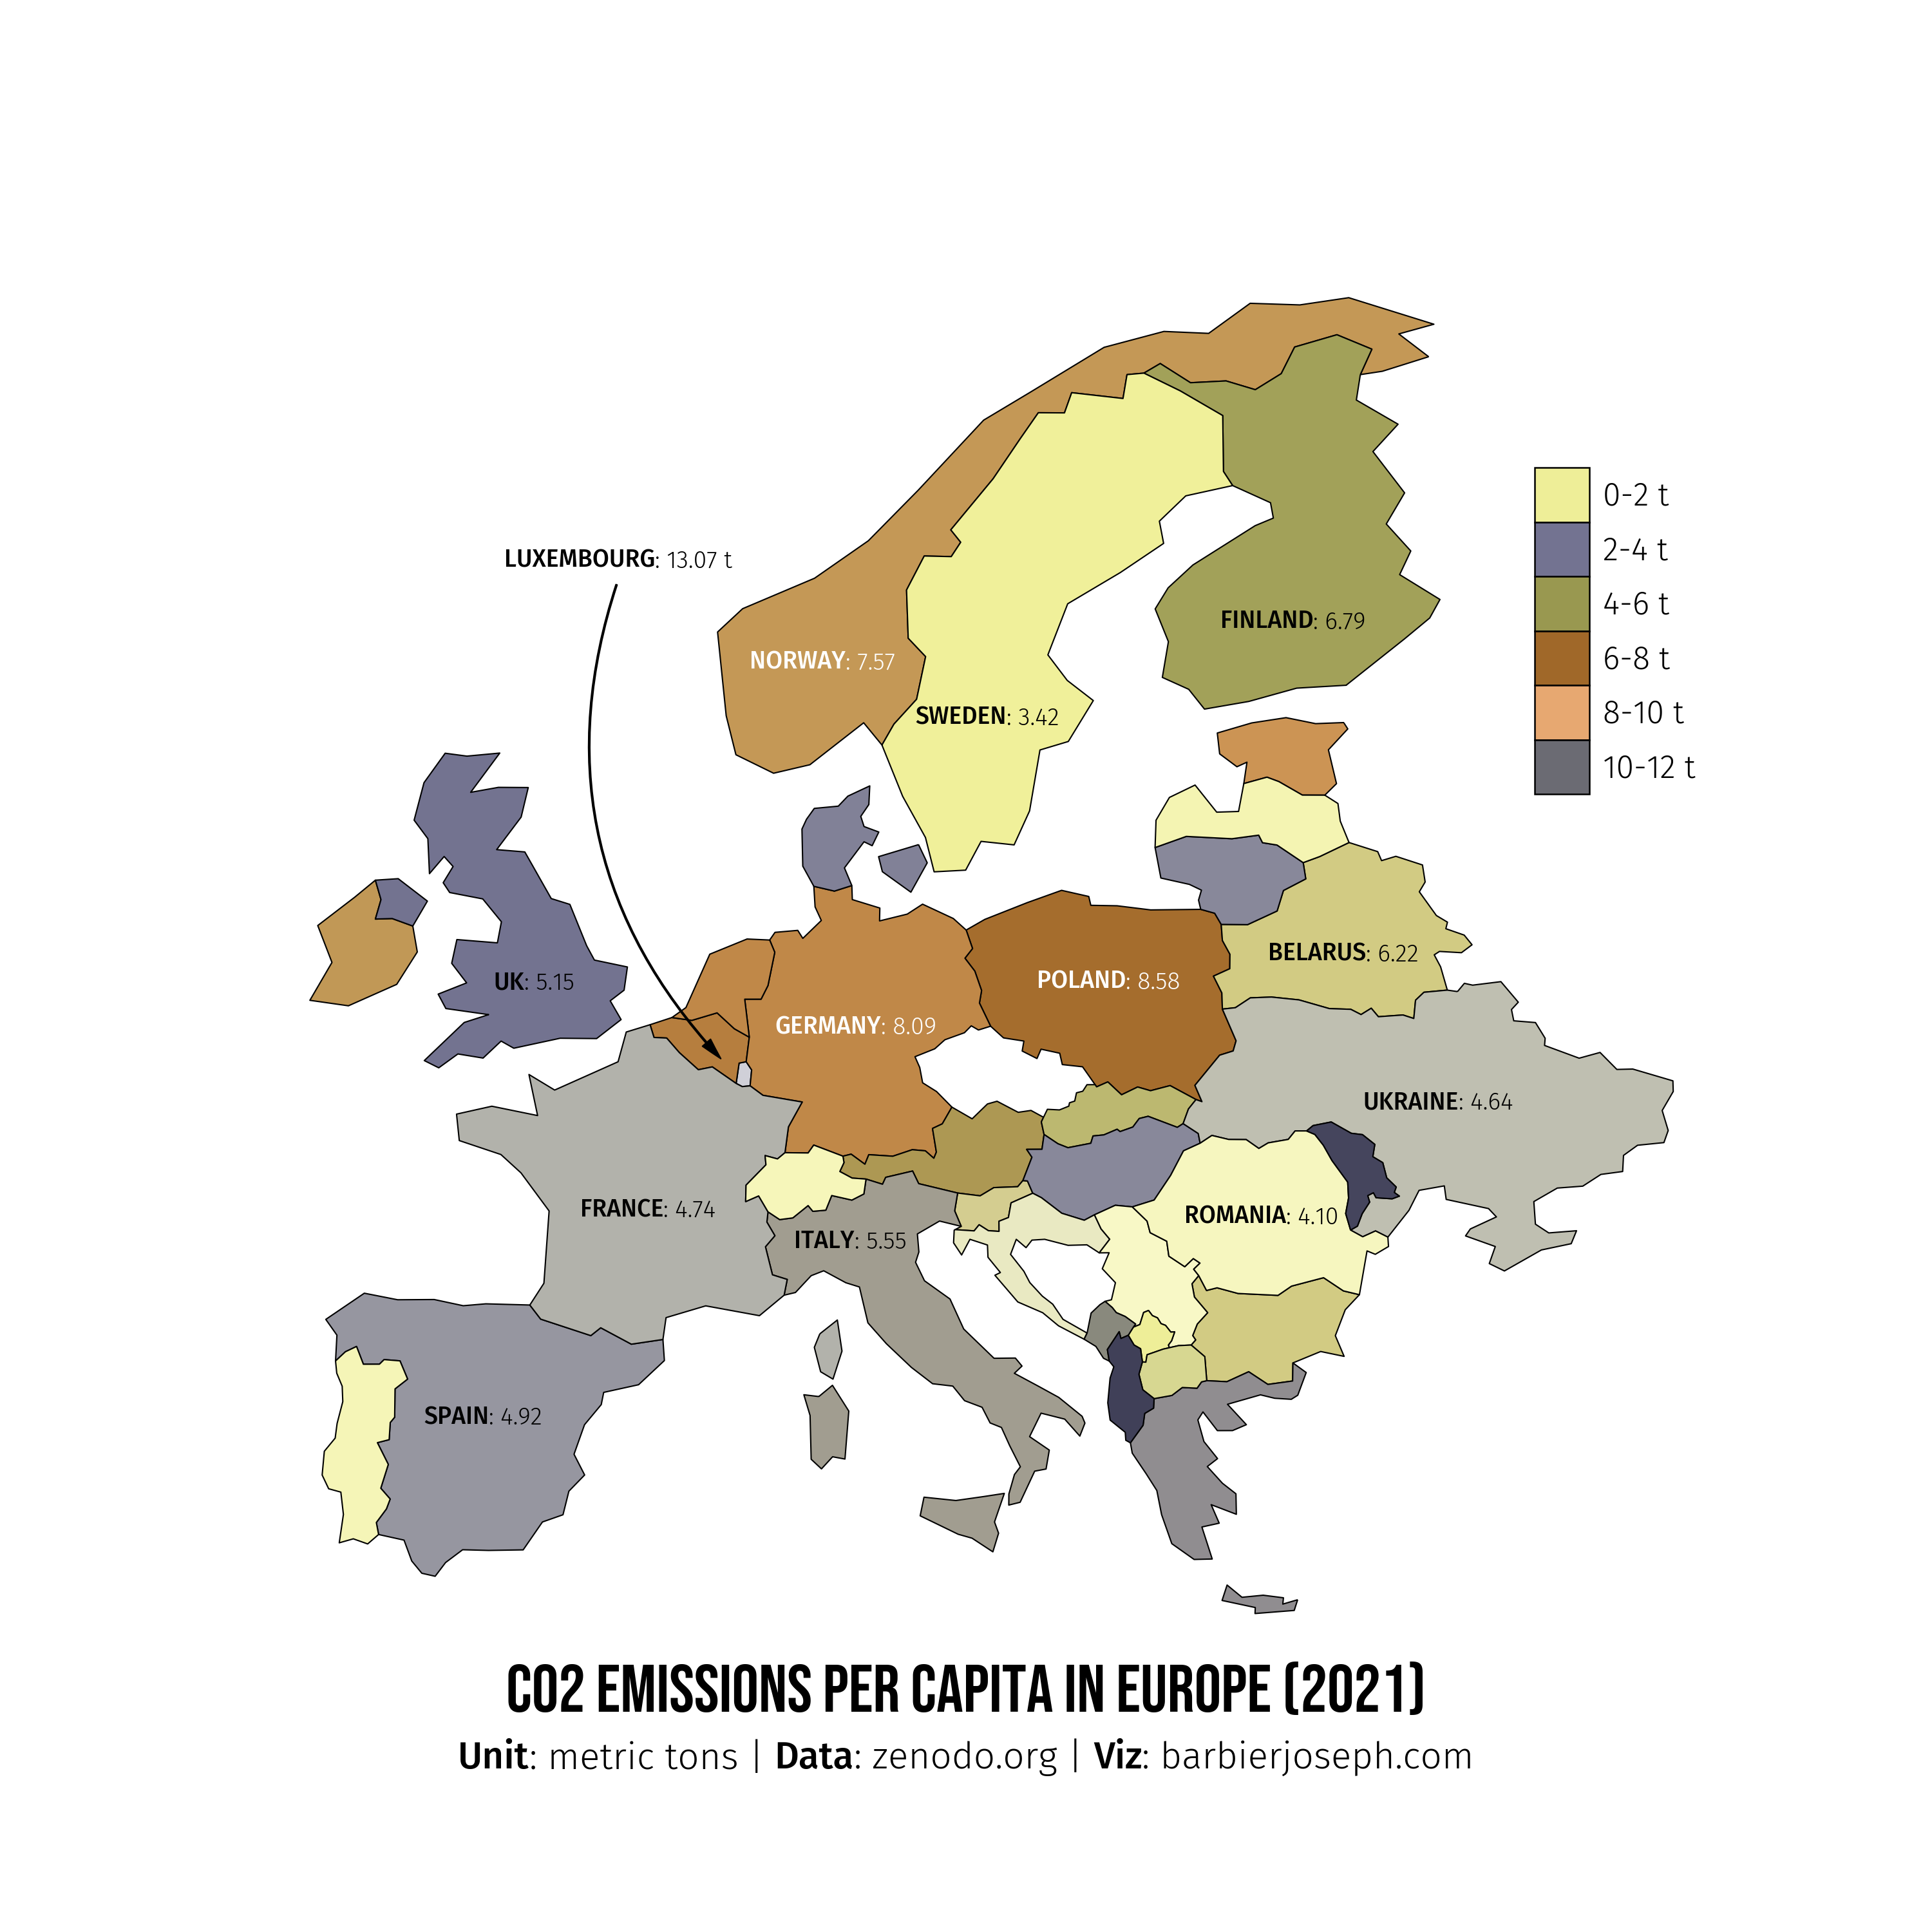 LUXEMBOURG: 13.07 t
NORWAY: 7.57
SWEDEN: 3.42
FINLAND: 6.79
0-2 t
2-4 t
4-6 t
6-8 t
8-10 t
10-12 t
UK: 5.15
BELARUS: 6.22
POLAND: 8.58
GERMANY: 8.09
UKRAINE: 4.64
FRANCE: 4.74
ROMANIA: 4.10
ITALY: 5.55
SPAIN: 4.92
CO2 EMISSIONS PER CAPITA IN EUROPE (2021)
Unit: metric tons | Data: zenodo.org | Viz: barbierjoseph.com